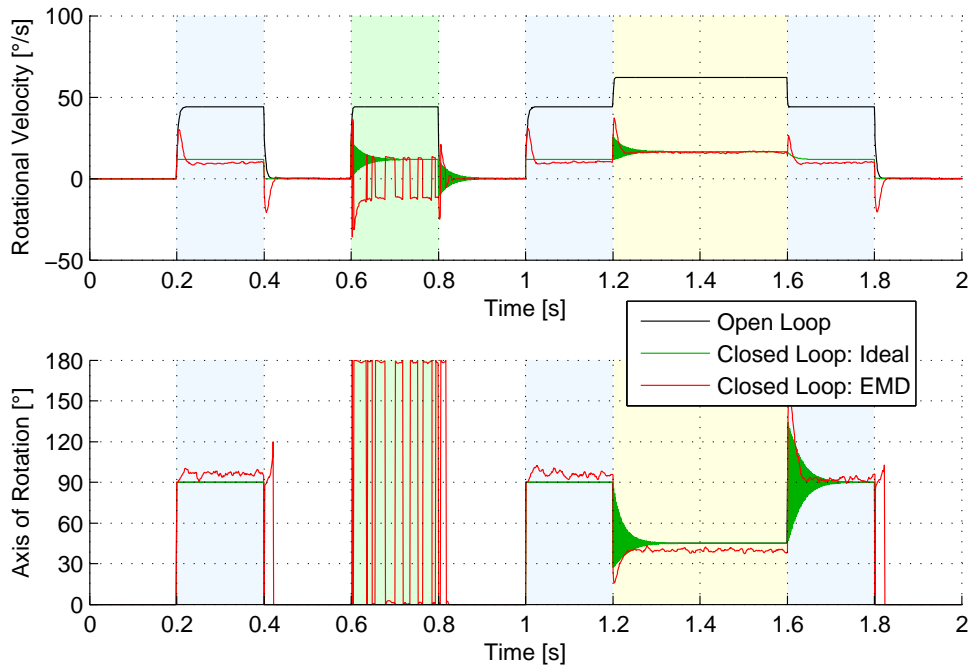 100
50
0
−50
Rotational Velocity [°/s]
0 0.2 0.4 0.6 0.8 1 1.2 1.4 1.6 1.8 2
Time [s]
Open Loop
Closed Loop: Ideal
Closed Loop: EMD
180
150
120
90
60
30
0
Axis of Rotation [°]
0 0.2 0.4 0.6 0.8 1 1.2 1.4 1.6 1.8 2
Time [s]